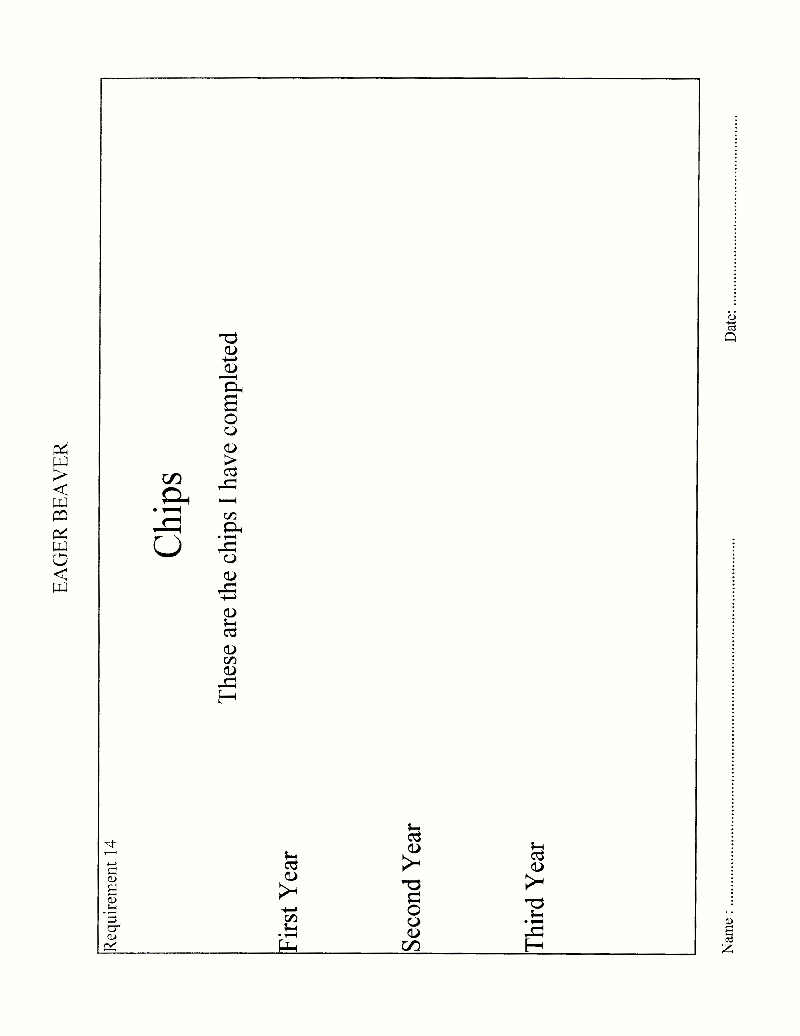 EAGER BEAVER
Requirement 14
Chips
These are the chips I have completed
First Year
Second Year
Third Year
Name : ........................................ Date: ........................................